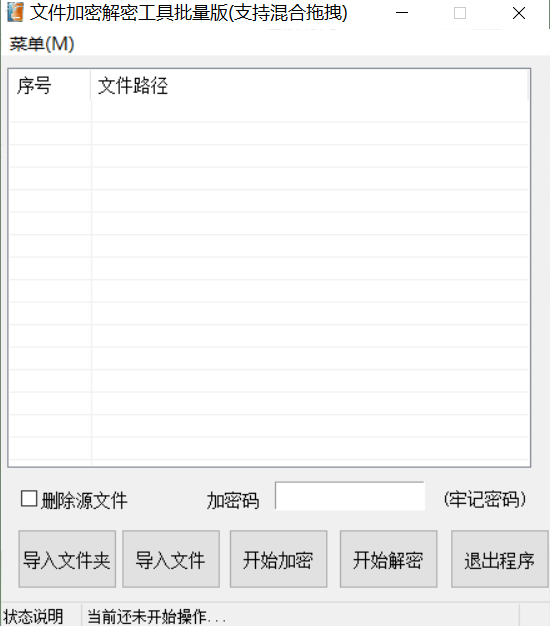 文件加密解密工具批量版(支持混合拖拽)
菜单(M)
序号 文件路径
删除源文件 加密码 (牢记密码)
导入文件夹 导入文件 开始加密 开始解密 退出程序
状态说明 当前还未开始操作...